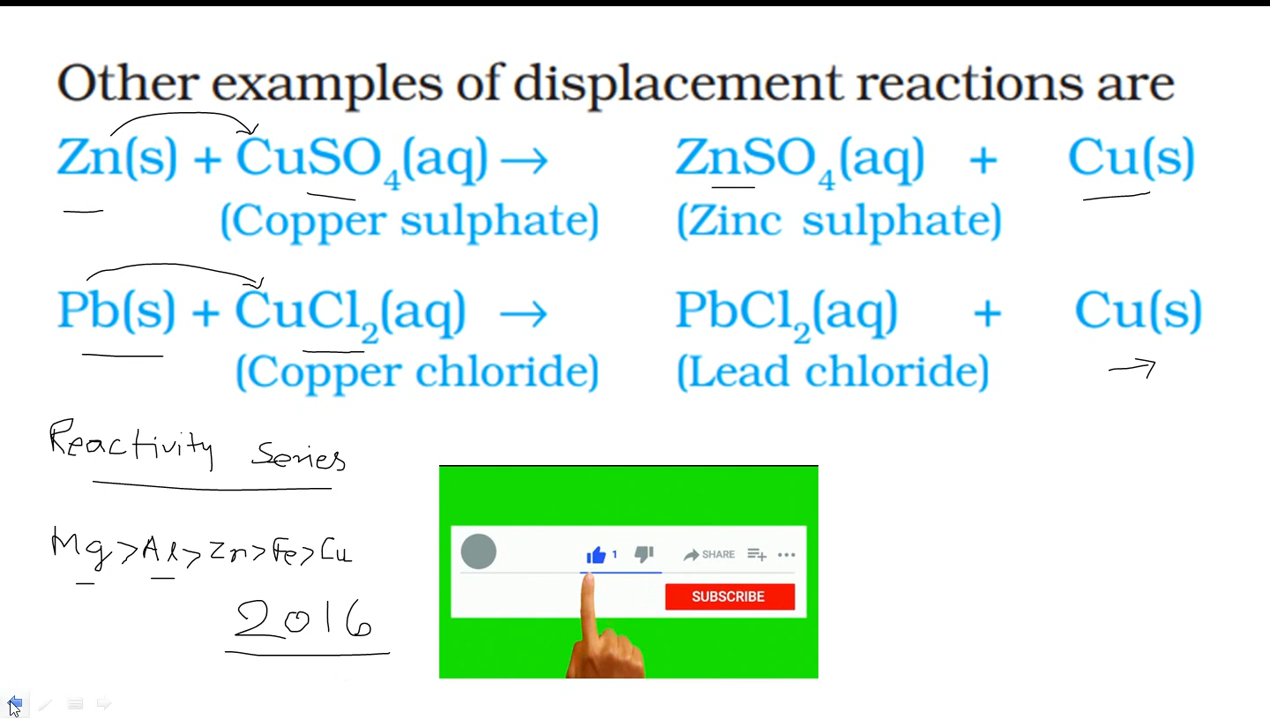 Other examples of displacement reactions are
Zn(s) + CuSO₄(aq) → ZnSO₄(aq) + Cu(s)
(Copper sulphate) (Zinc sulphate)
Pb(s) + CuCl₂(aq) → PbCl₂(aq) + Cu(s)
(Copper chloride) (Lead chloride)
Reactivity series
Mg>Al>Zn>Fe>Cu
2016
1 SHARE
SUBSCRIBE